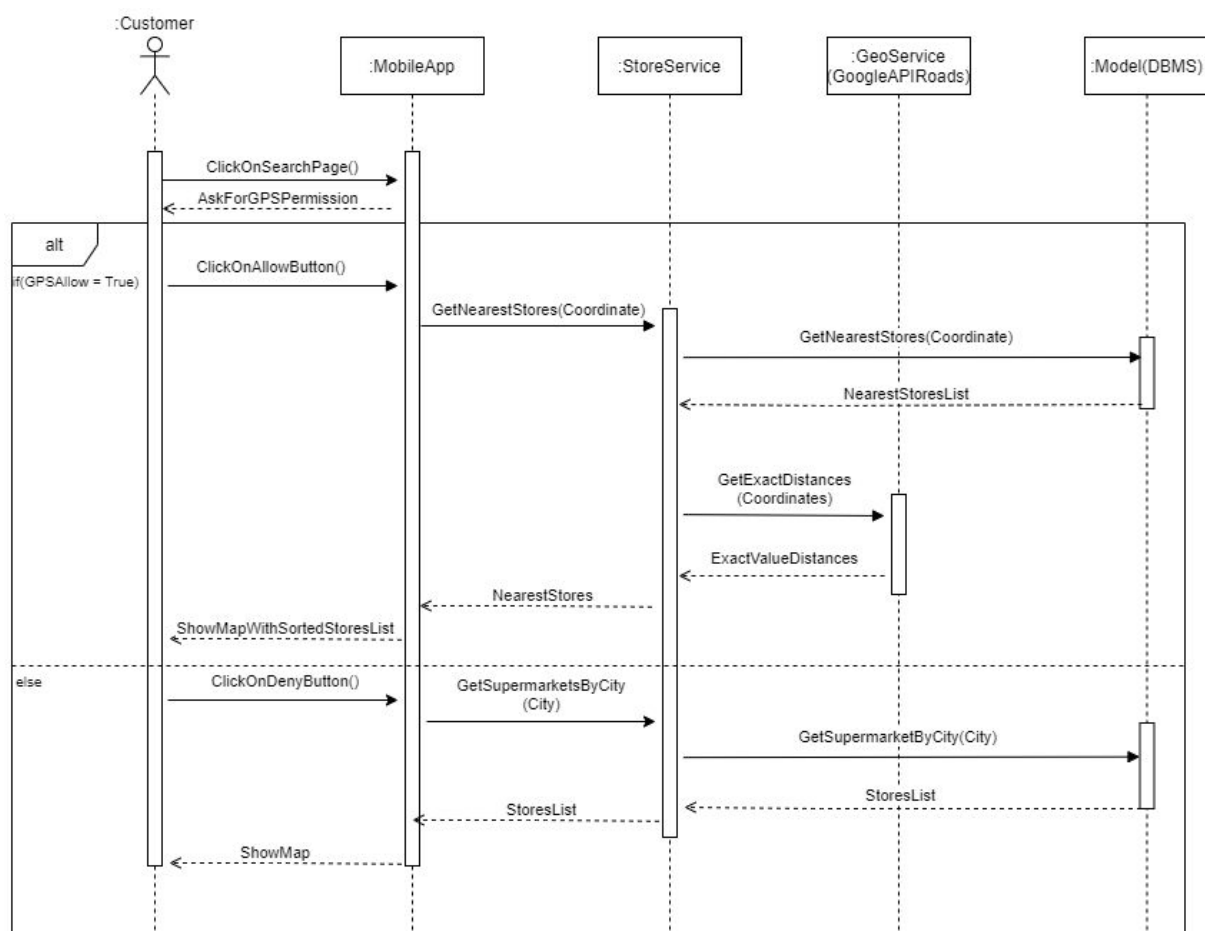 :Customer
:MobileApp
:StoreService
:GeoService
(GoogleAPIRoads)
:Model(DBMS)
ClickOnSearchPage()
AskForGPSPermission
alt
if(GPSAllow = True)
ClickOnAllowButton()
GetNearestStores(Coordinate)
GetNearestStores(Coordinate)
NearestStoresList
GetExactDistances
(Coordinates)
ExactValueDistances
NearestStores
ShowMapWithSortedStoresList
else
ClickOnDenyButton()
GetSupermarketsByCity
(City)
GetSupermarketByCity(City)
StoresList
StoresList
ShowMap